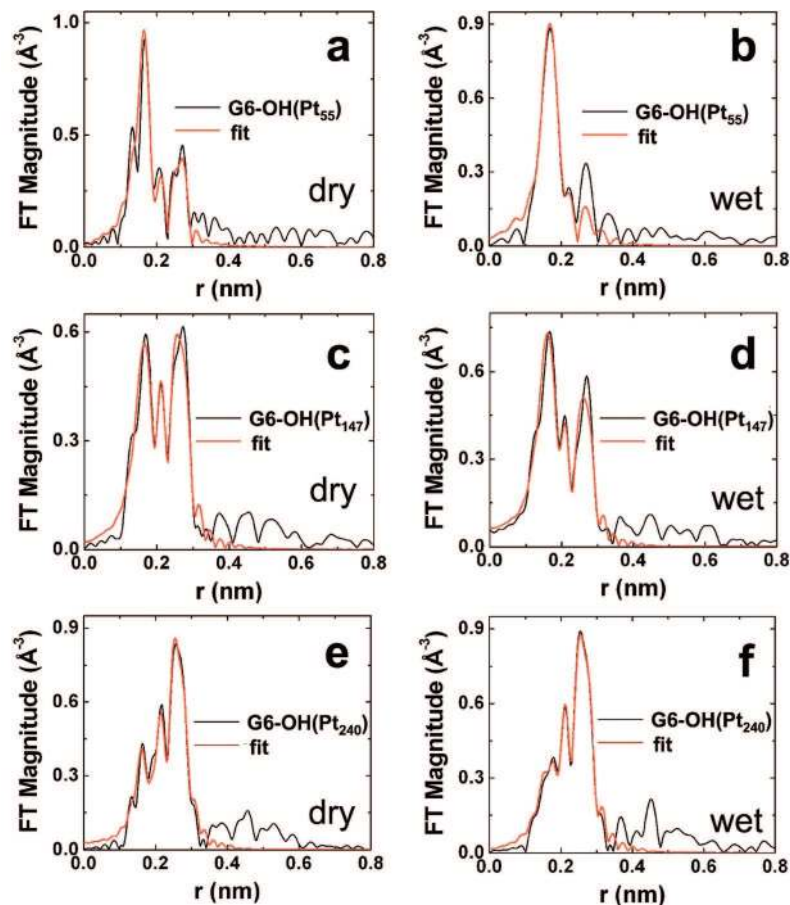 a
FT Magnitude (Å⁻³)
1.0
0.5
0.0
G6-OH(Pt₅₅)
fit
dry
0.0 0.2 0.4 0.6 0.8
r (nm)
b
FT Magnitude (Å⁻³)
0.9
0.6
0.3
0.0
G6-OH(Pt₅₅)
fit
wet
0.0 0.2 0.4 0.6 0.8
r (nm)
c
FT Magnitude (Å⁻³)
0.6
0.3
0.0
G6-OH(Pt₁₄₇)
fit
dry
0.0 0.2 0.4 0.6 0.8
r (nm)
d
FT Magnitude (Å⁻³)
0.9
0.6
0.3
0.0
G6-OH(Pt₁₄₇)
fit
wet
0.0 0.2 0.4 0.6 0.8
r (nm)
e
FT Magnitude (Å⁻³)
0.9
0.6
0.3
0.0
G6-OH(Pt₂₄₀)
fit
dry
0.0 0.2 0.4 0.6 0.8
r (nm)
f
FT Magnitude (Å⁻³)
0.9
0.6
0.3
0.0
G6-OH(Pt₂₄₀)
fit
wet
0.0 0.2 0.4 0.6 0.8
r (nm)